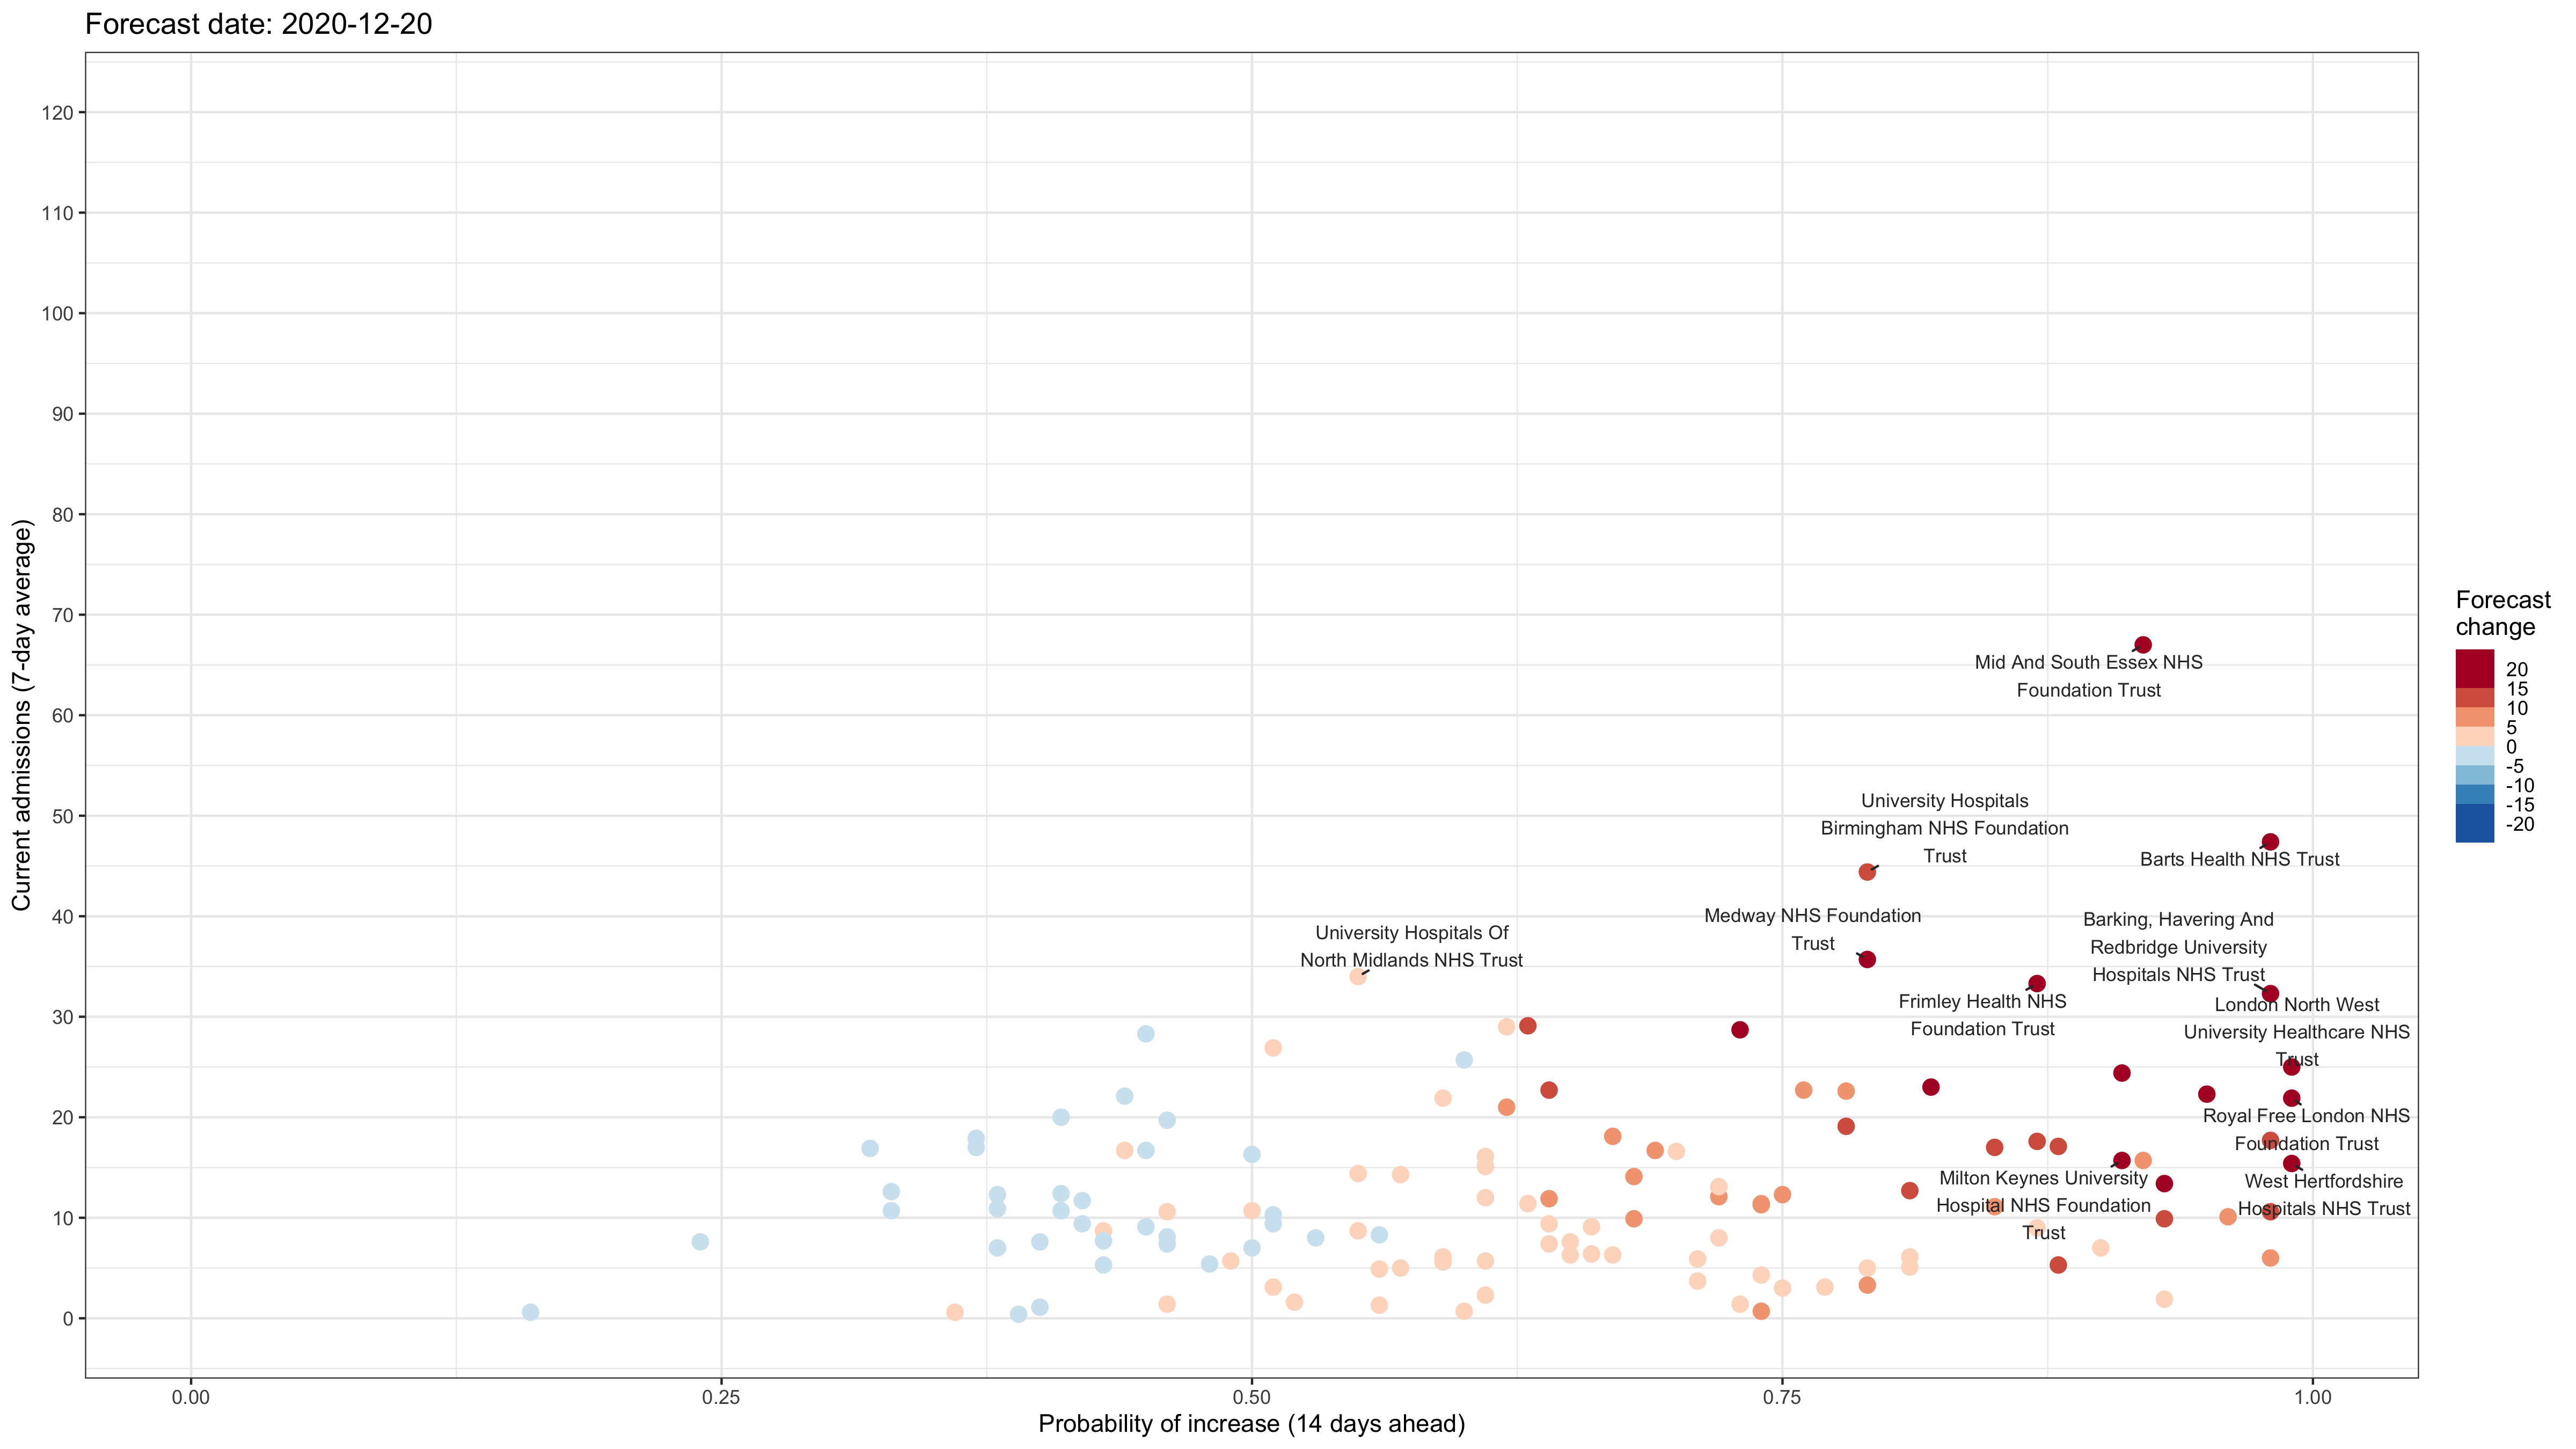 Forecast date: 2020-12-20
120
110
100
90
80
70
60
50
40
30
20
10
0
Current admissions (7-day average)
Mid And South Essex NHS
Foundation Trust
University Hospitals
Birmingham NHS Foundation
Trust
Barts Health NHS Trust
Medway NHS Foundation
Trust
Barking, Havering And
Redbridge University
Hospitals NHS Trust
University Hospitals Of
North Midlands NHS Trust
Frimley Health NHS
Foundation Trust
London North West
University Healthcare NHS
Trust
Royal Free London NHS
Foundation Trust
Milton Keynes University
Hospital NHS Foundation
Trust
West Hertfordshire
Hospitals NHS Trust
0.00
0.25
0.50
0.75
1.00
Probability of increase (14 days ahead)
Forecast
change
20
15
10
5
0
-5
-10
-15
-20